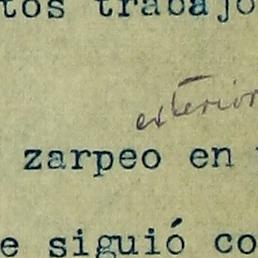 tos trabajo
exterior
zarpeo en
e siguió co